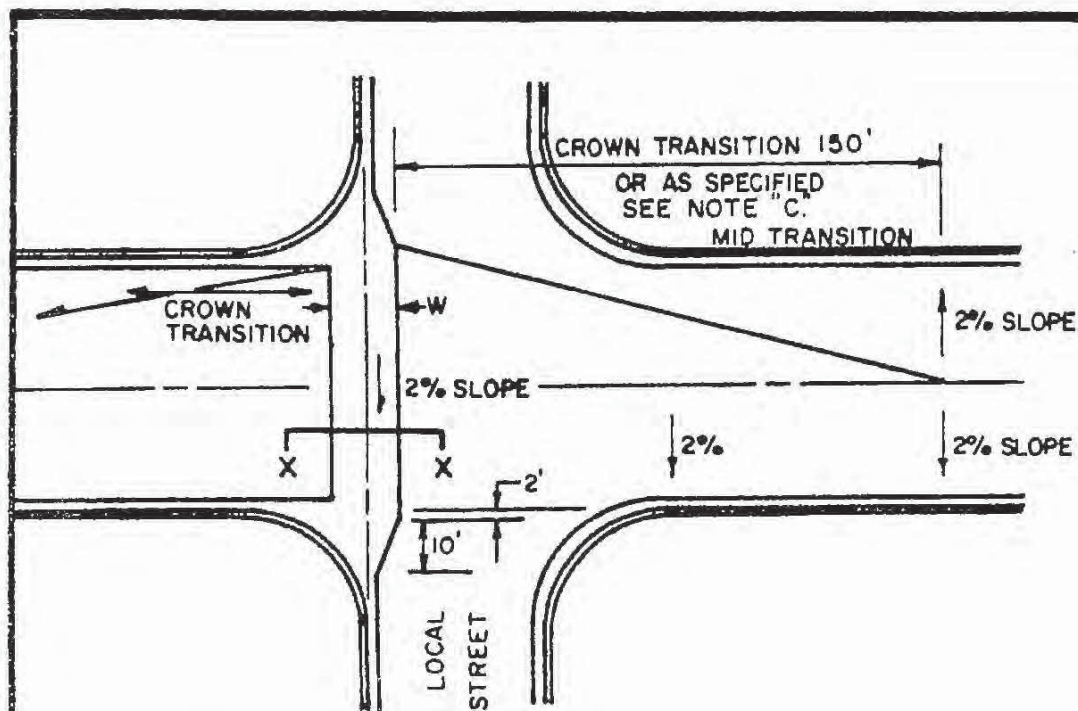 CROWN TRANSITION 150'
OR AS SPECIFIED
SEE NOTE "C."
MID TRANSITION
CROWN
TRANSITION
W
2% SLOPE
2% SLOPE
X
X
2%
2% SLOPE
2'
10'
LOCAL
STREET